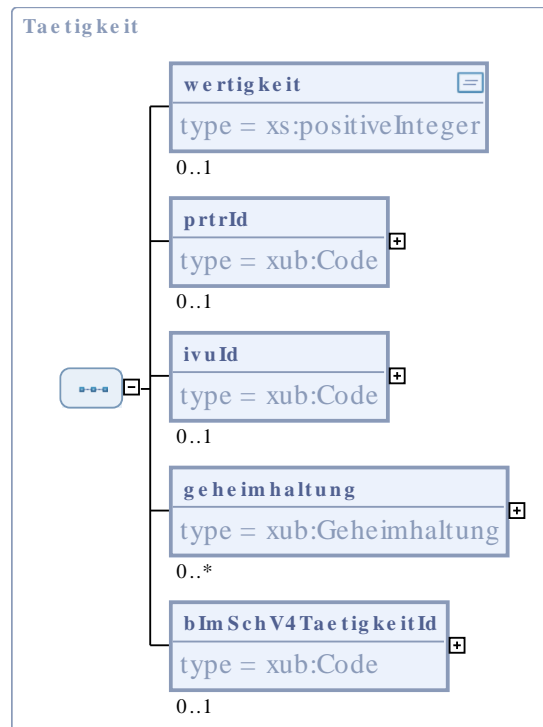 Taetigkeit
wertigkeit
type = xs:positiveInteger
0..1
prtrId
type = xub:Code
0..1
ivuId
type = xub:Code
0..1
geheimhaltung
type = xub:Geheimhaltung
0..*
bImSchV4TaetigkeitId
type = xub:Code
0..1